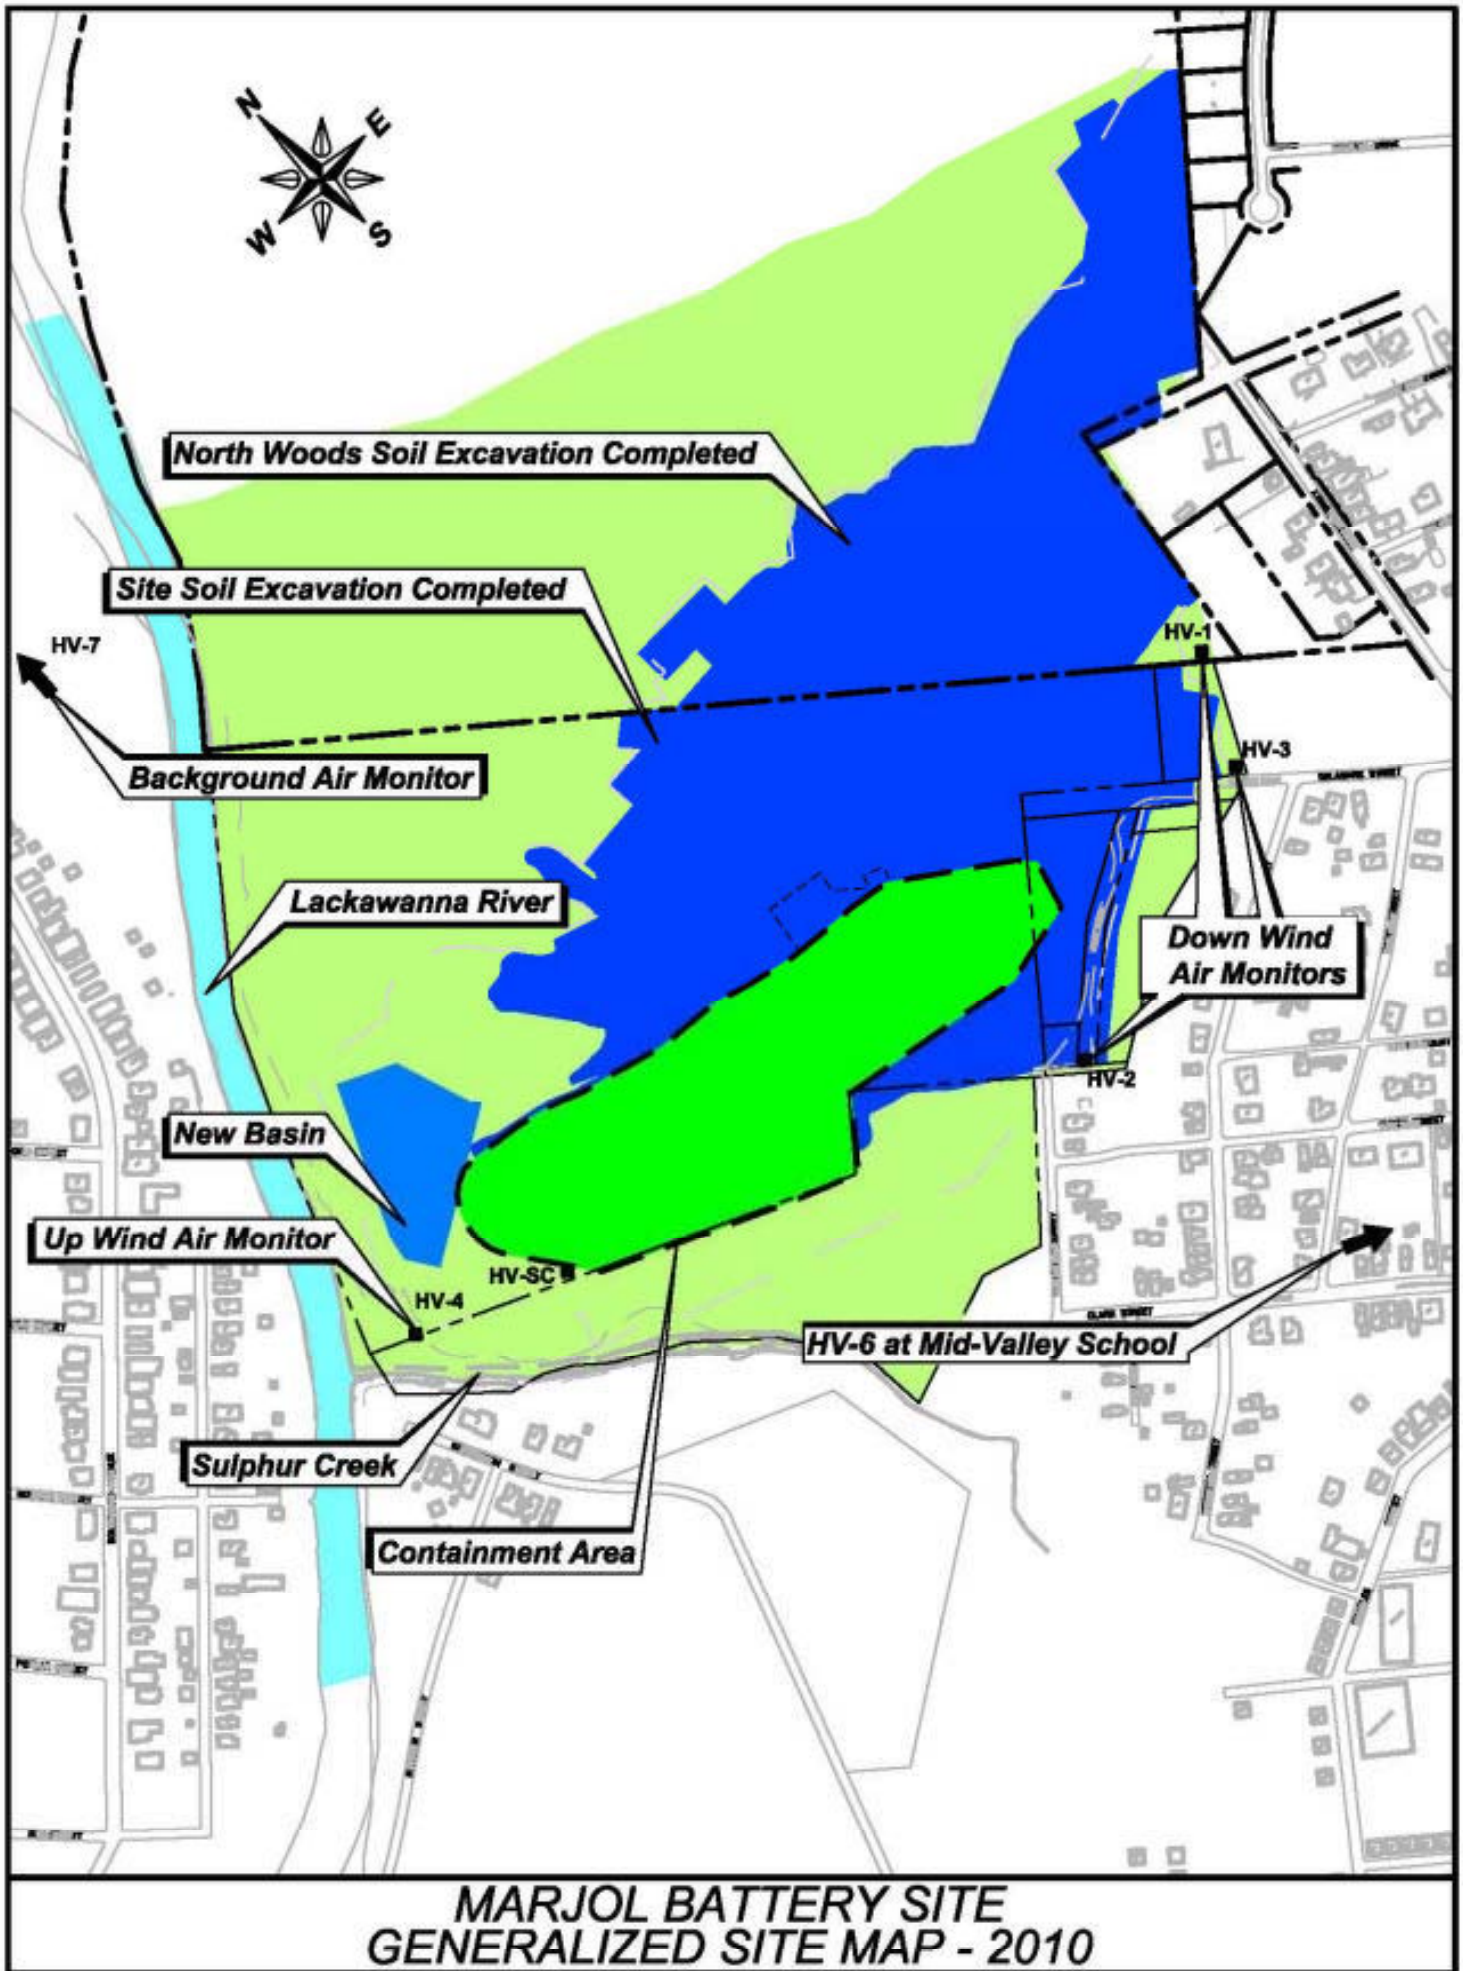 N
E
W
S
North Woods Soil Excavation Completed
Site Soil Excavation Completed
HV-1
HV-7
HV-3
Background Air Monitor
Lackawanna River
Down Wind
Air Monitors
HV-2
New Basin
Up Wind Air Monitor
HV-SC
HV-4
CLARK STREET
HV-6 at Mid-Valley School
Sulphur Creek
Containment Area
MARJOL BATTERY SITE
GENERALIZED SITE MAP - 2010